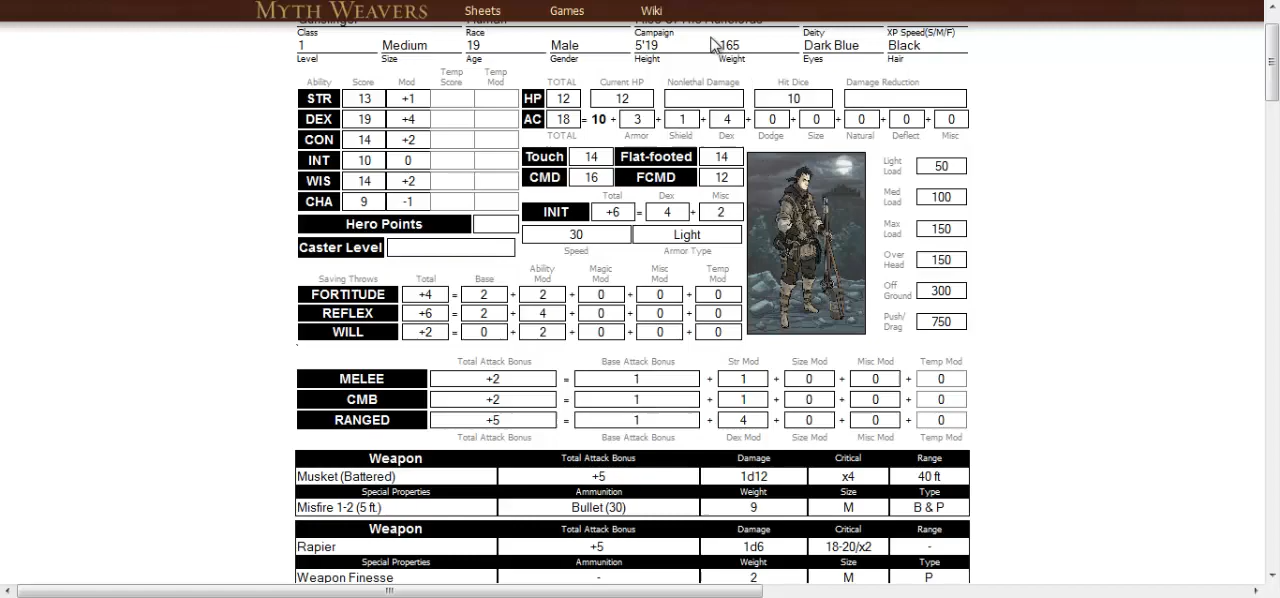 MYTH WEAVERS Sheets Games Wiki
Class Race Campaign Deity XP Speed(S/M/F)
1 Medium 19 Male 5'19 165 Dark Blue Black
Level Size Age Gender Height Weight Eyes Hair
Ability Score Mod Temp Score Temp Mod TOTAL Current HP Nonlethal Damage Hit Dice Damage Reduction
STR 13 +1 HP 12 12 10
DEX 19 +4 AC 18 = 10 + 3 + 1 + 4 + 0 + 0 + 0 + 0 + 0
CON 14 +2 TOTAL Armor Shield Dex Dodge Size Natural Deflect Misc
INT 10 0 Touch 14 Flat-footed 14 Light Load 50
WIS 14 +2 CMD 16 FCMD 12
CHA 9 -1 Total Dex Misc Med Load 100
Hero Points INIT +6 = 4 + 2 Max Load 150
Caster Level 30 Light
Speed Armor Type Over Head 150
Saving Throws Total Base Ability Mod Magic Mod Misc Mod Temp Mod
FORTITUDE +4 = 2 + 2 + 0 + 0 + 0 Off Ground 300
REFLEX +6 = 2 + 4 + 0 + 0 + 0 Push/ Drag 750
WILL +2 = 0 + 2 + 0 + 0 + 0
Total Attack Bonus Base Attack Bonus Str Mod Size Mod Misc Mod Temp Mod
MELEE +2 = 1 + 1 + 0 + 0 + 0
CMB +2 = 1 + 1 + 0 + 0 + 0
RANGED +5 = 1 + 4 + 0 + 0 + 0
Total Attack Bonus Base Attack Bonus Dex Mod Size Mod Misc Mod Temp Mod
Weapon Total Attack Bonus Damage Critical Range
Musket (Battered) +5 1d12 x4 40 ft
Special Properties Ammunition Weight Size Type
Misfire 1-2 (5 ft.) Bullet (30) 9 M B & P
Weapon Total Attack Bonus Damage Critical Range
Rapier +5 1d6 18-20/x2 -
Special Properties Ammunition Weight Size Type
Weapon Finesse - 2 M P